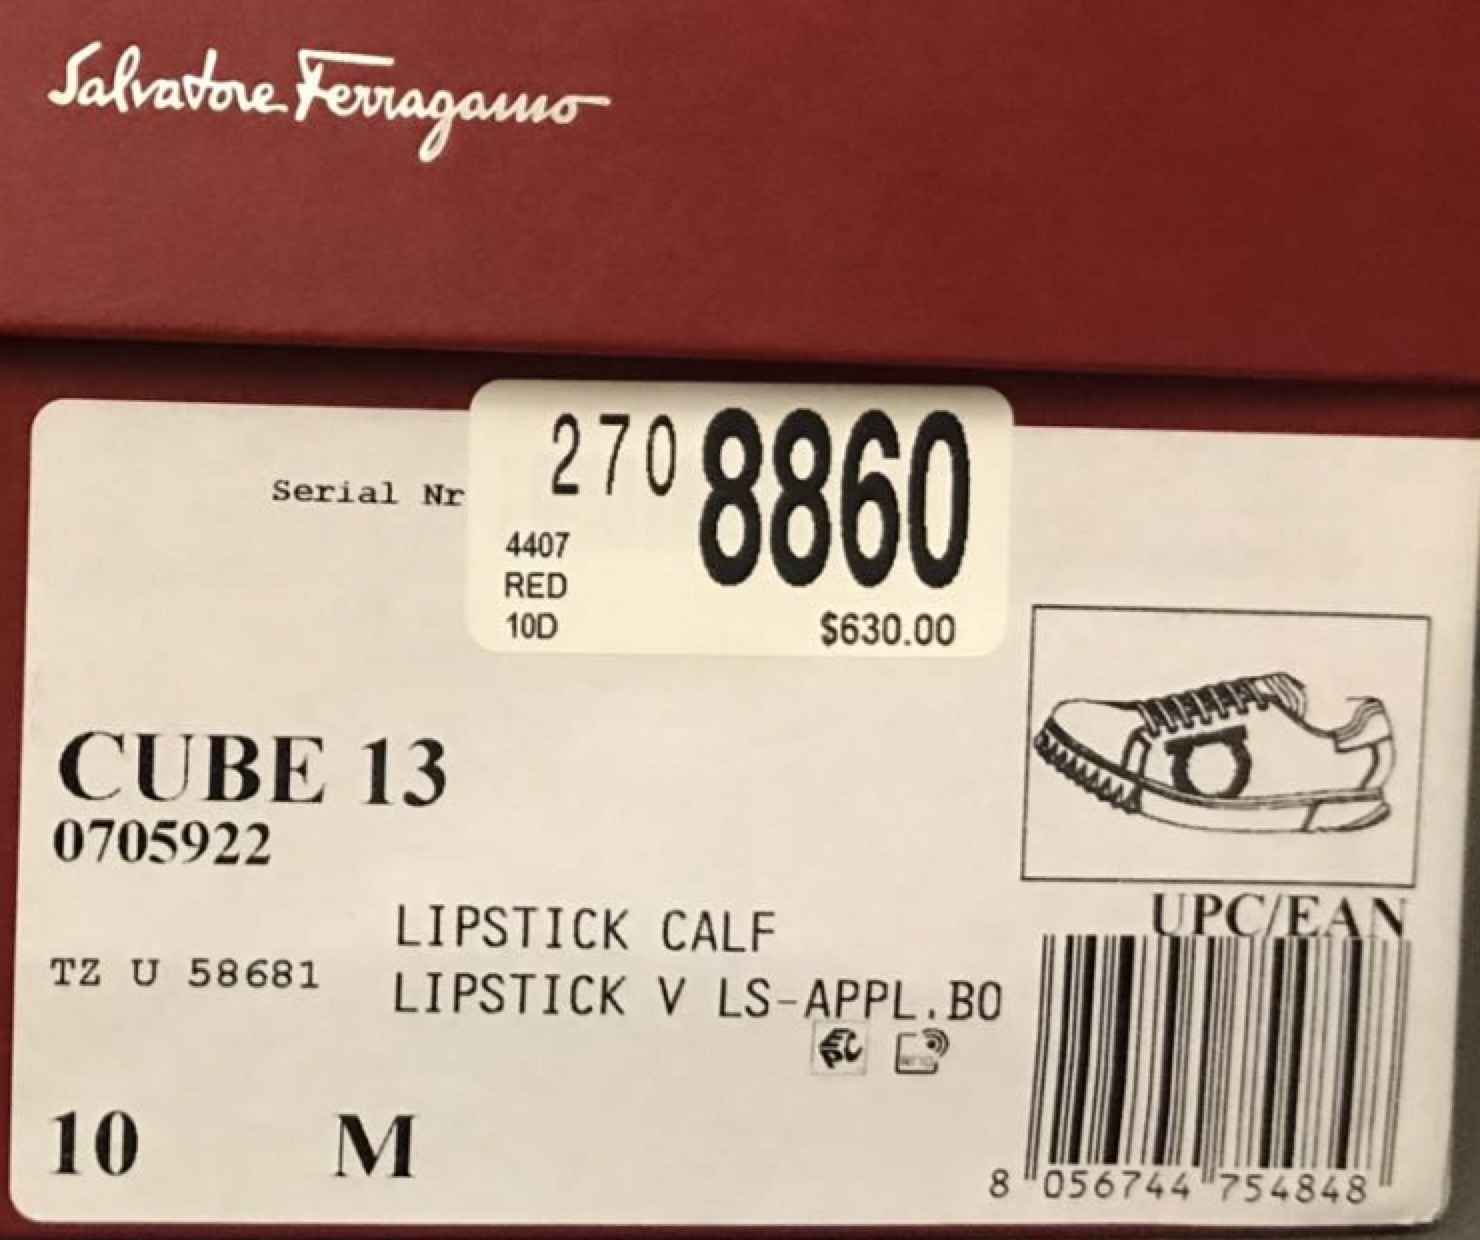 Salvatore Ferragamo
270 8860
Serial Nr
4407
RED
10D $630.00
CUBE 13
0705922
UPC/EAN
LIPSTICK CALF
TZ U 58681
LIPSTICK V LS-APPL.BO
EPC
10 M
8 056744 754848